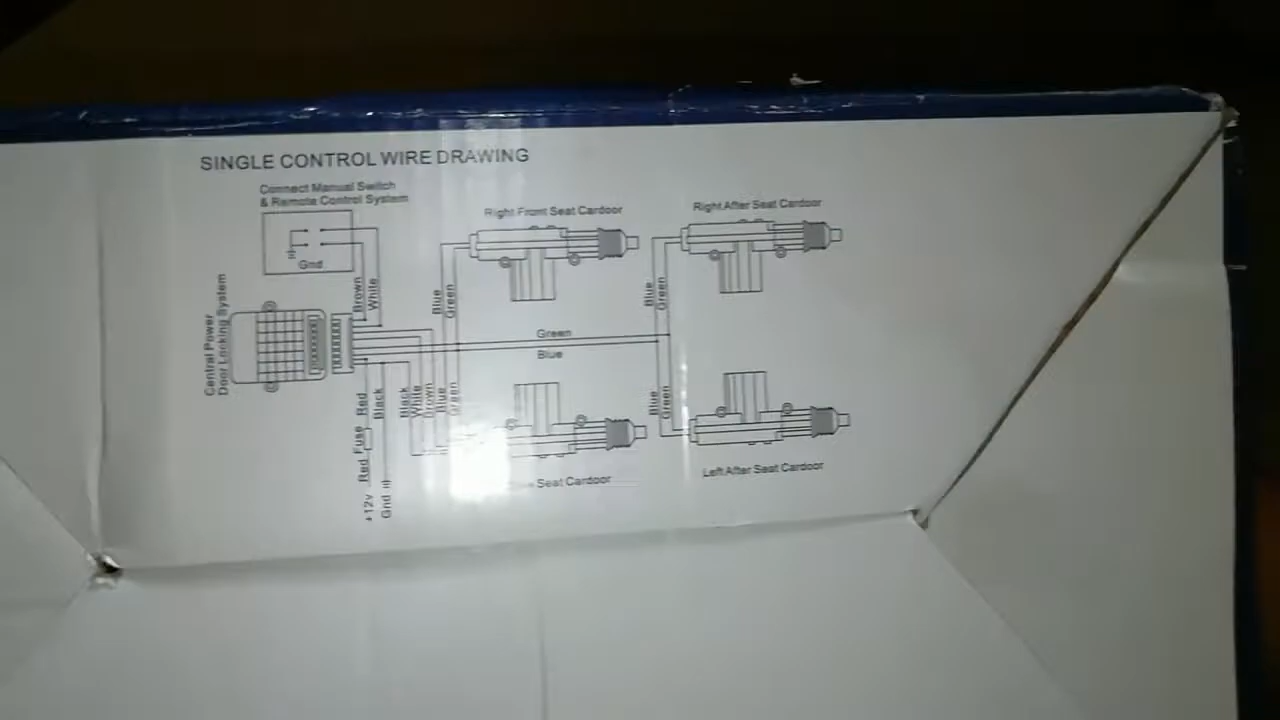 SINGLE CONTROL WIRE DRAWING
Connect Manual Switch
& Remote Control System
Gnd
Right Front Seat Cardoor
Right After Seat Cardoor
Central Power
Door Locking System
Brown
White
Blue
Green
Blue
Green
Green
Blue
Red
Black
Black
White
Brown
Blue
Green
Blue
Green
Fuse
Red
+12v
Gnd
Seat Cardoor
Left After Seat Cardoor